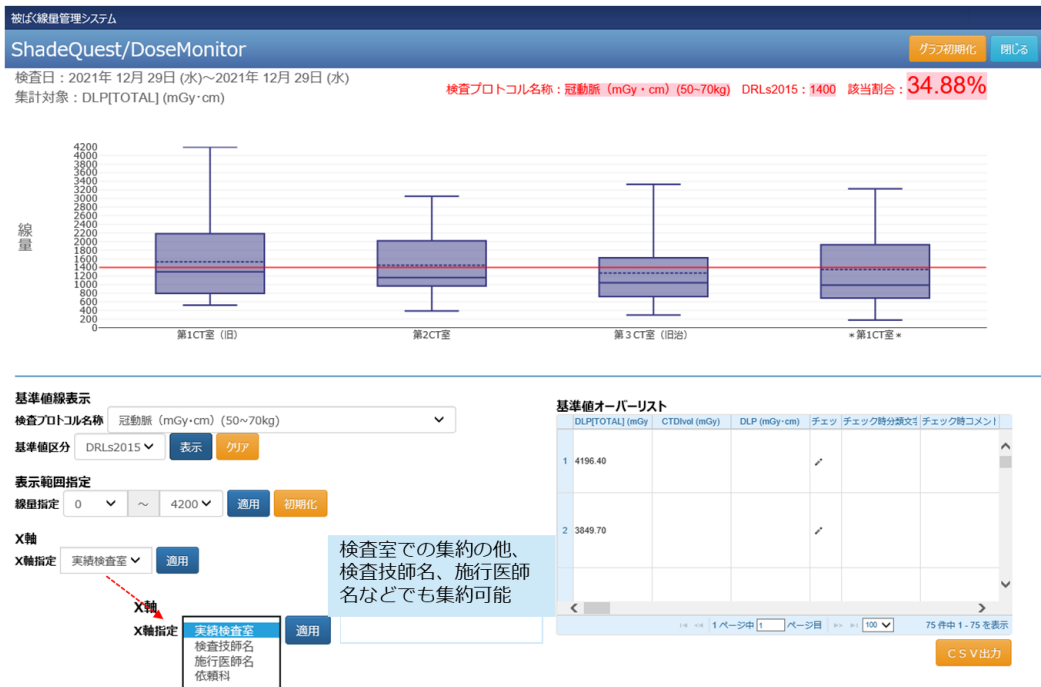 被ばく線量管理システム
ShadeQuest/DoseMonitor
グラフ初期化 閉じる
検査日：2021年 12月 29日 (水)～2021年 12月 29日 (水)
集計対象：DLP[TOTAL] (mGy･cm)
検査プロトコル名称：冠動脈（mGy・cm）(50~70kg) DRLs2015：1400 該当割合：34.88%
4200
4000
3800
3600
3400
3200
3000
2800
2600
2400
2200
2000
1800
1600
1400
1200
1000
800
600
400
200
0
線量
第1CT室（旧） 第2CT室 第３CT室（旧治） ＊第1CT室＊
基準値線表示
検査プロトコル名称 冠動脈（mGy･cm）(50~70kg)
基準値区分 DRLs2015 表示 クリア
表示範囲指定
線量指定 0 ～ 4200 適用 初期化
X軸
X軸指定 実績検査室 適用
X軸
X軸指定 実績検査室 適用
検査技師名
施行医師名
依頼科
検査室での集約の他、
検査技師名、施行医師
名などでも集約可能
基準値オーバーリスト
DLP[TOTAL] (mGy CTDIvol (mGy) DLP (mGy･cm) チェッ チェック時分類文字 チェック時コメント
1 4196.40
2 3849.70
1 ページ中 1 ページ目 100 75 件中 1 - 75 を表示
ＣＳＶ出力